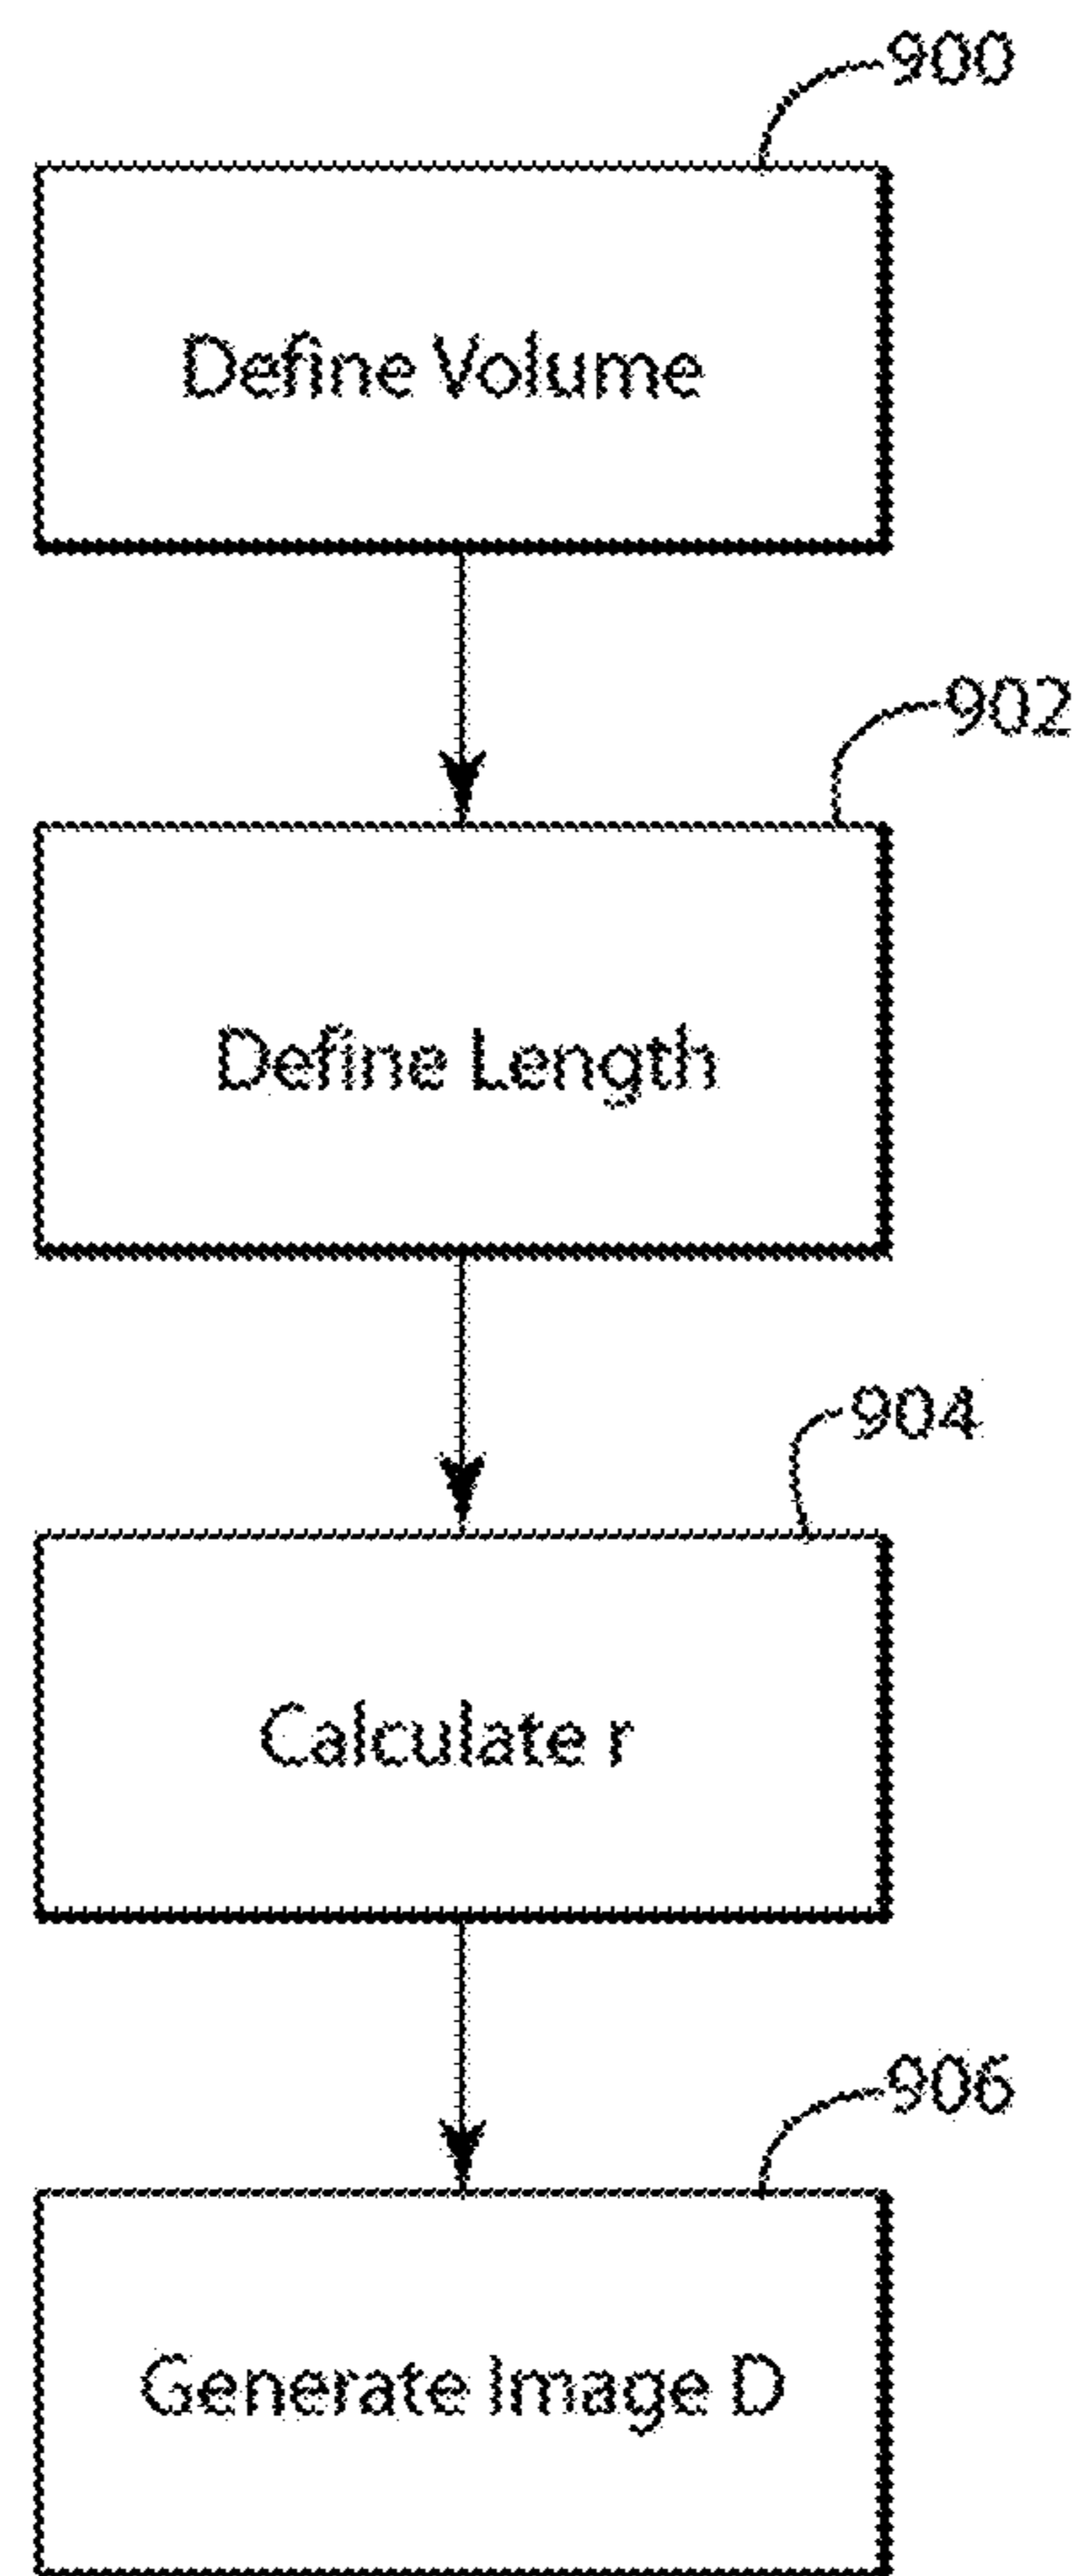 900
Define Volume
902
Define Length
904
Calculate r
906
Generate Image D